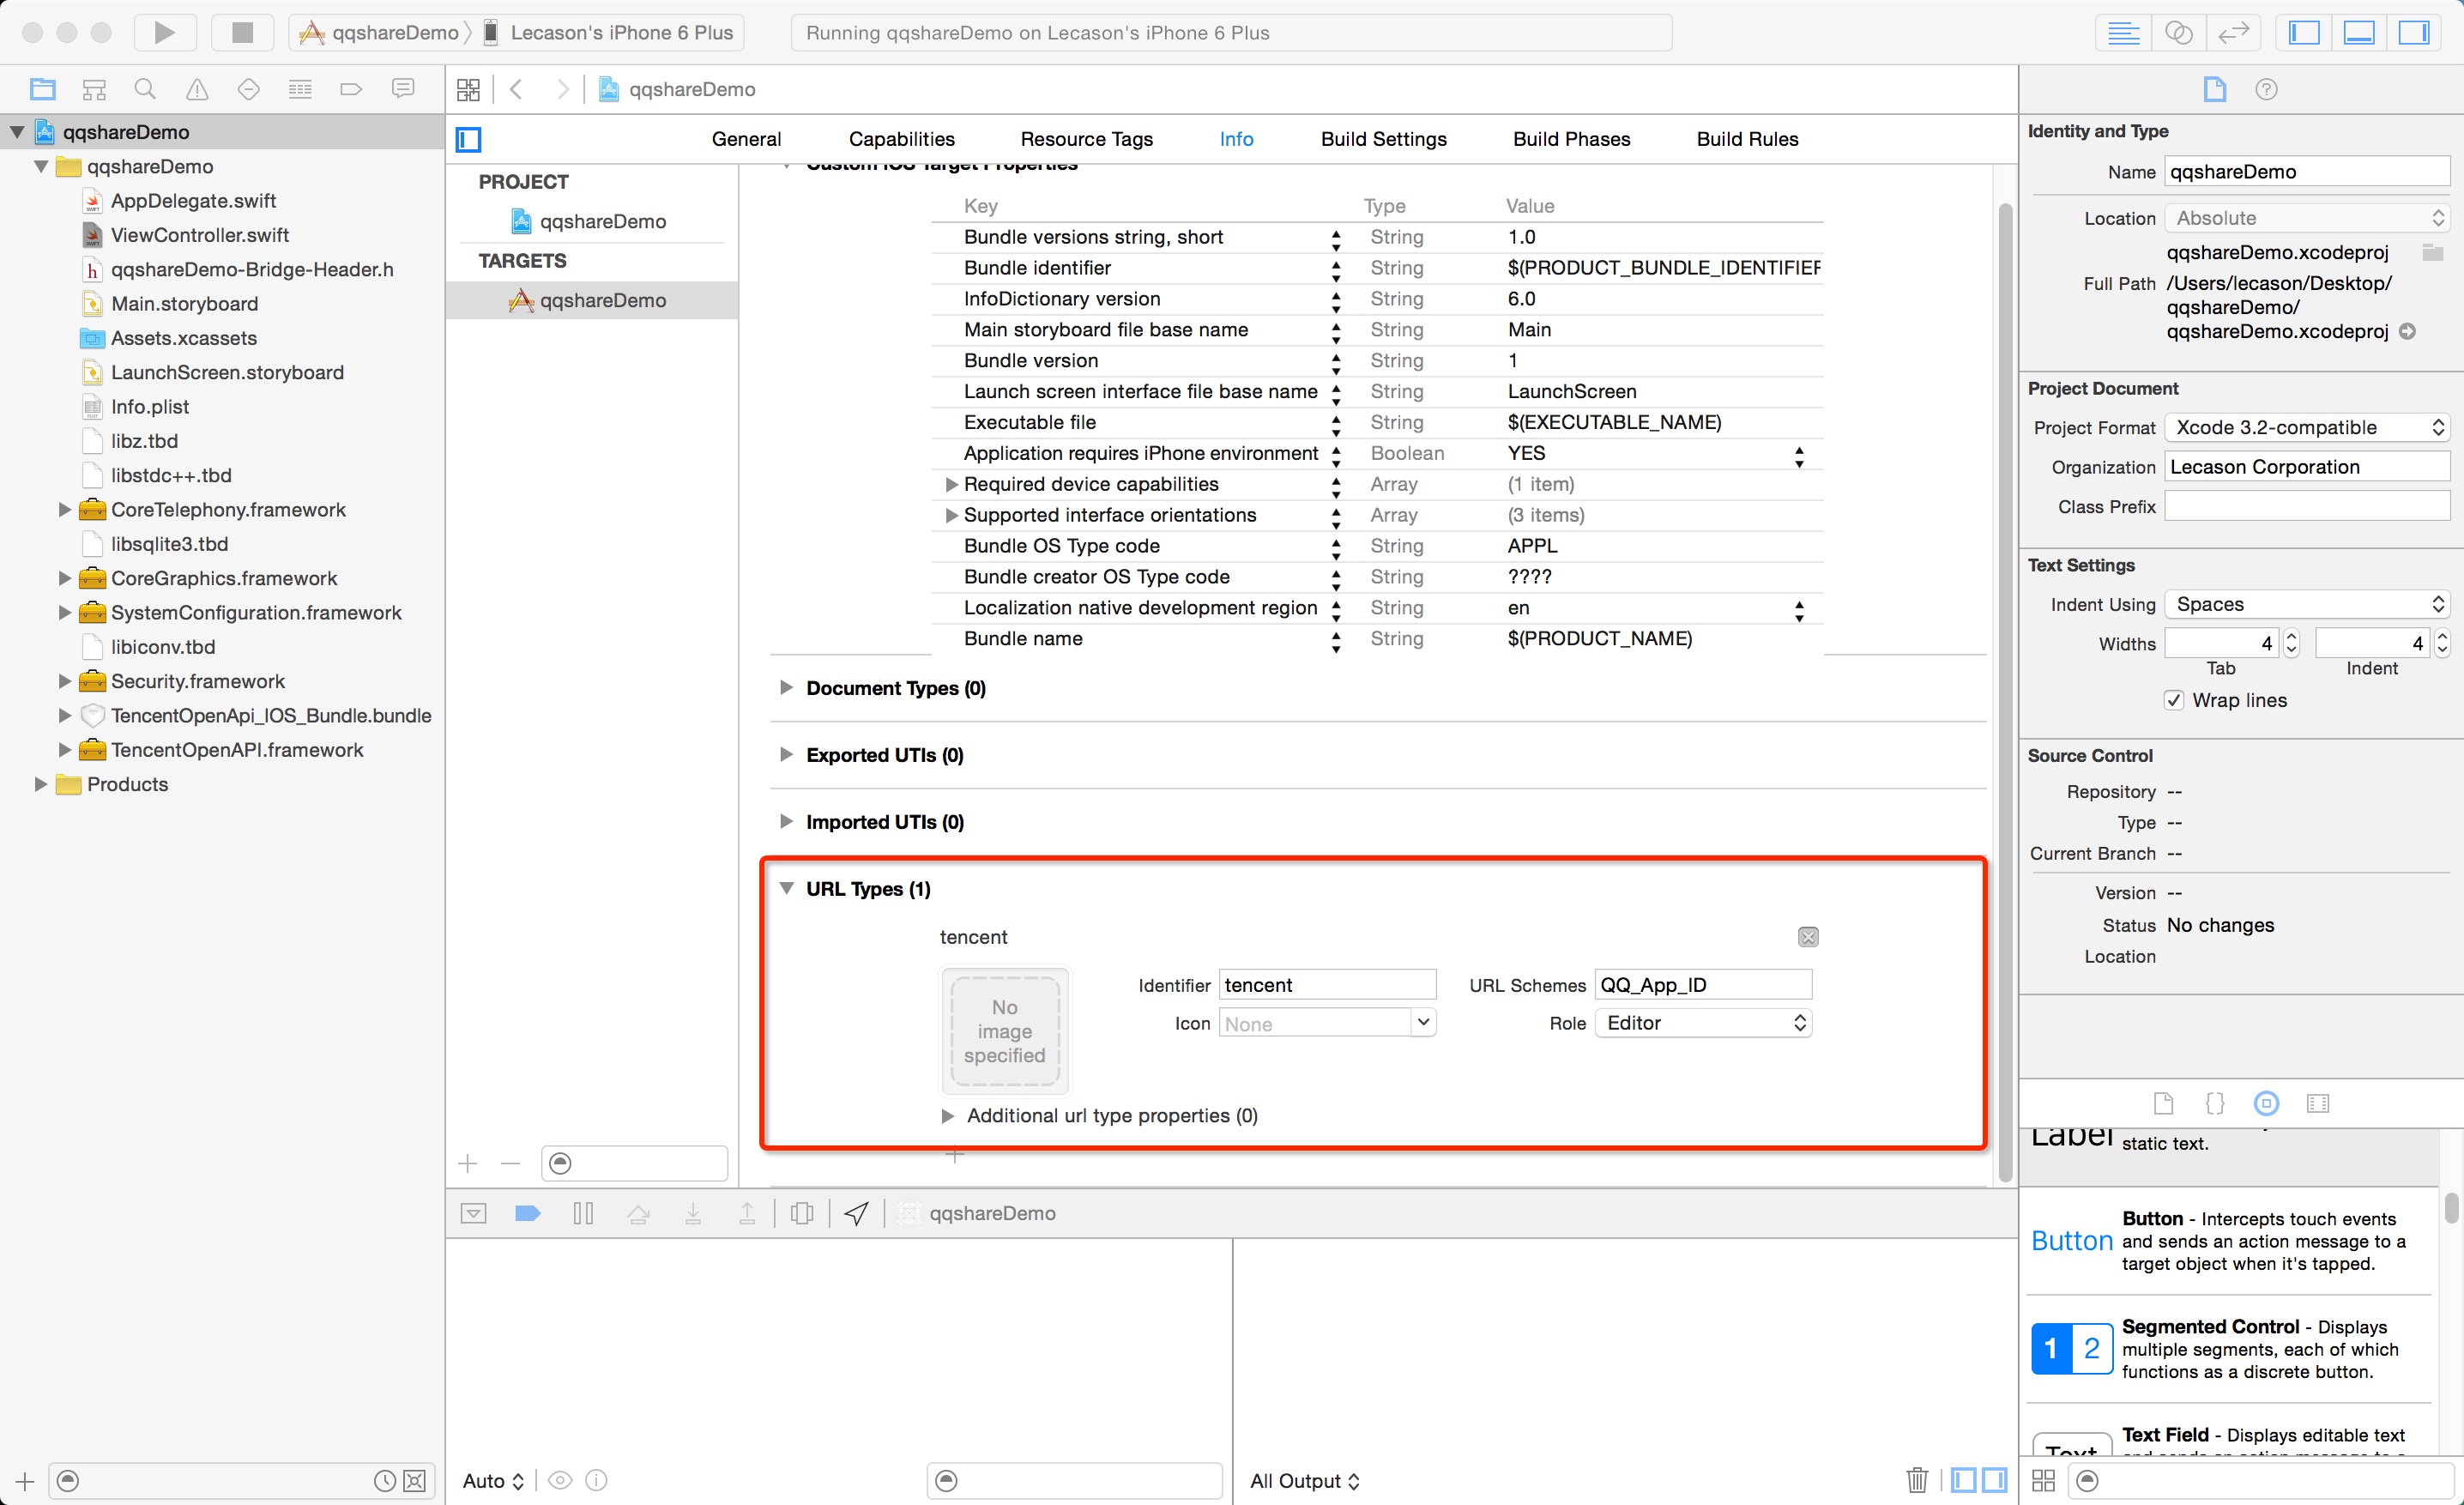 qqshareDemo
Lecason's iPhone 6 Plus
Running qqshareDemo on Lecason's iPhone 6 Plus
qqshareDemo
qqshareDemo
qqshareDemo
AppDelegate.swift
ViewController.swift
qqshareDemo-Bridge-Header.h
Main.storyboard
Assets.xcassets
LaunchScreen.storyboard
Info.plist
libz.tbd
libstdc++.tbd
CoreTelephony.framework
libsqlite3.tbd
CoreGraphics.framework
SystemConfiguration.framework
libiconv.tbd
Security.framework
TencentOpenApi_IOS_Bundle.bundle
TencentOpenAPI.framework
Products
General Capabilities Resource Tags Info Build Settings Build Phases Build Rules
PROJECT
qqshareDemo
TARGETS
qqshareDemo
Custom iOS Target Properties
Key Type Value
Bundle versions string, short String 1.0
Bundle identifier String $(PRODUCT_BUNDLE_IDENTIFIER
InfoDictionary version String 6.0
Main storyboard file base name String Main
Bundle version String 1
Launch screen interface file base name String LaunchScreen
Executable file String $(EXECUTABLE_NAME)
Application requires iPhone environment Boolean YES
Required device capabilities Array (1 item)
Supported interface orientations Array (3 items)
Bundle OS Type code String APPL
Bundle creator OS Type code String ????
Localization native development region String en
Bundle name String $(PRODUCT_NAME)
Document Types (0)
Exported UTIs (0)
Imported UTIs (0)
URL Types (1)
tencent
No
image
specified
Identifier tencent URL Schemes QQ_App_ID
Icon None Role Editor
Additional url type properties (0)
qqshareDemo
Auto
All Output
Identity and Type
Name qqshareDemo
Location Absolute
qqshareDemo.xcodeproj
Full Path /Users/lecason/Desktop/
qqshareDemo/
qqshareDemo.xcodeproj
Project Document
Project Format Xcode 3.2-compatible
Organization Lecason Corporation
Class Prefix
Text Settings
Indent Using Spaces
Widths 4 4
Tab Indent
Wrap lines
Source Control
Repository --
Type --
Current Branch --
Version --
Status No changes
Location
Label static text.
Button
Button - Intercepts touch events
and sends an action message to a
target object when it's tapped.
1 2
Segmented Control - Displays
multiple segments, each of which
functions as a discrete button.
Text
Text Field - Displays editable text
and sends an action message to a